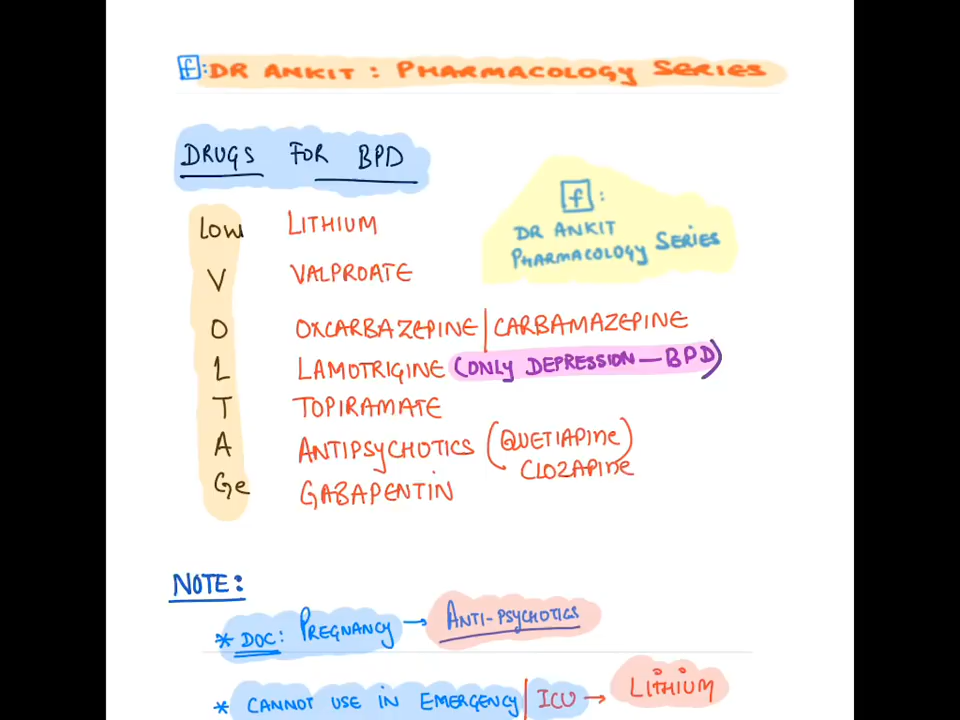 f: DR ANKIT: PHARMACOLOGY SERIES
DRUGS FOR BPD
f:
DR ANKIT
PHARMACOLOGY SERIES
Low LITHIUM
V VALPROATE
O OXCARBAZEPINE | CARBAMAZEPINE
L LAMOTRIGINE (ONLY DEPRESSION — BPD)
T TOPIRAMATE
A ANTIPSYCHOTICS (QUETIAPINE)
CLOZAPINE
Ge GABAPENTIN
NOTE:
* DOC: PREGNANCY → ANTI-PSYCHOTICS
* CANNOT USE IN EMERGENCY | ICU → LITHIUM